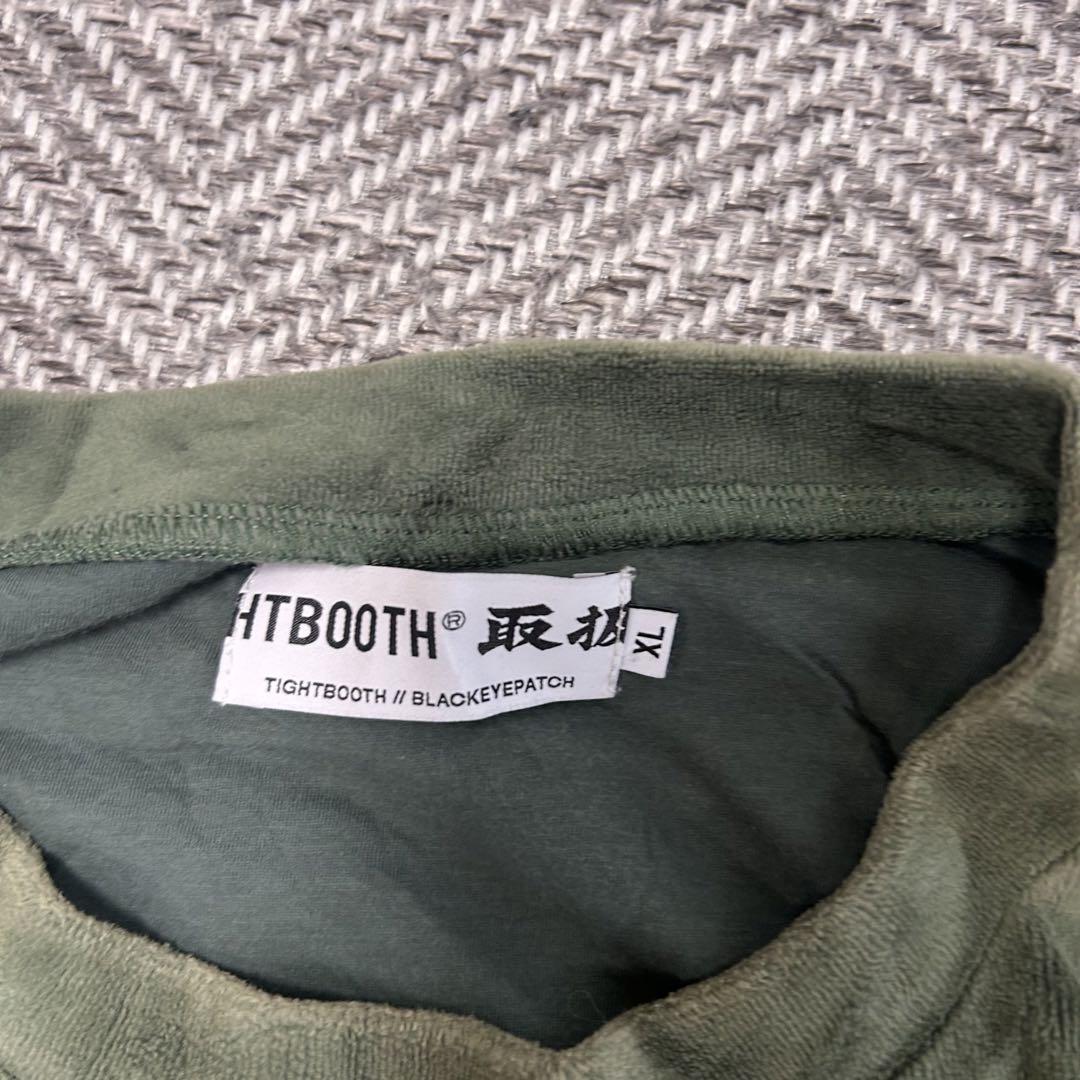 HTBOOTH® 取扱
TIGHTBOOTH // BLACKEYEPATCH
XL